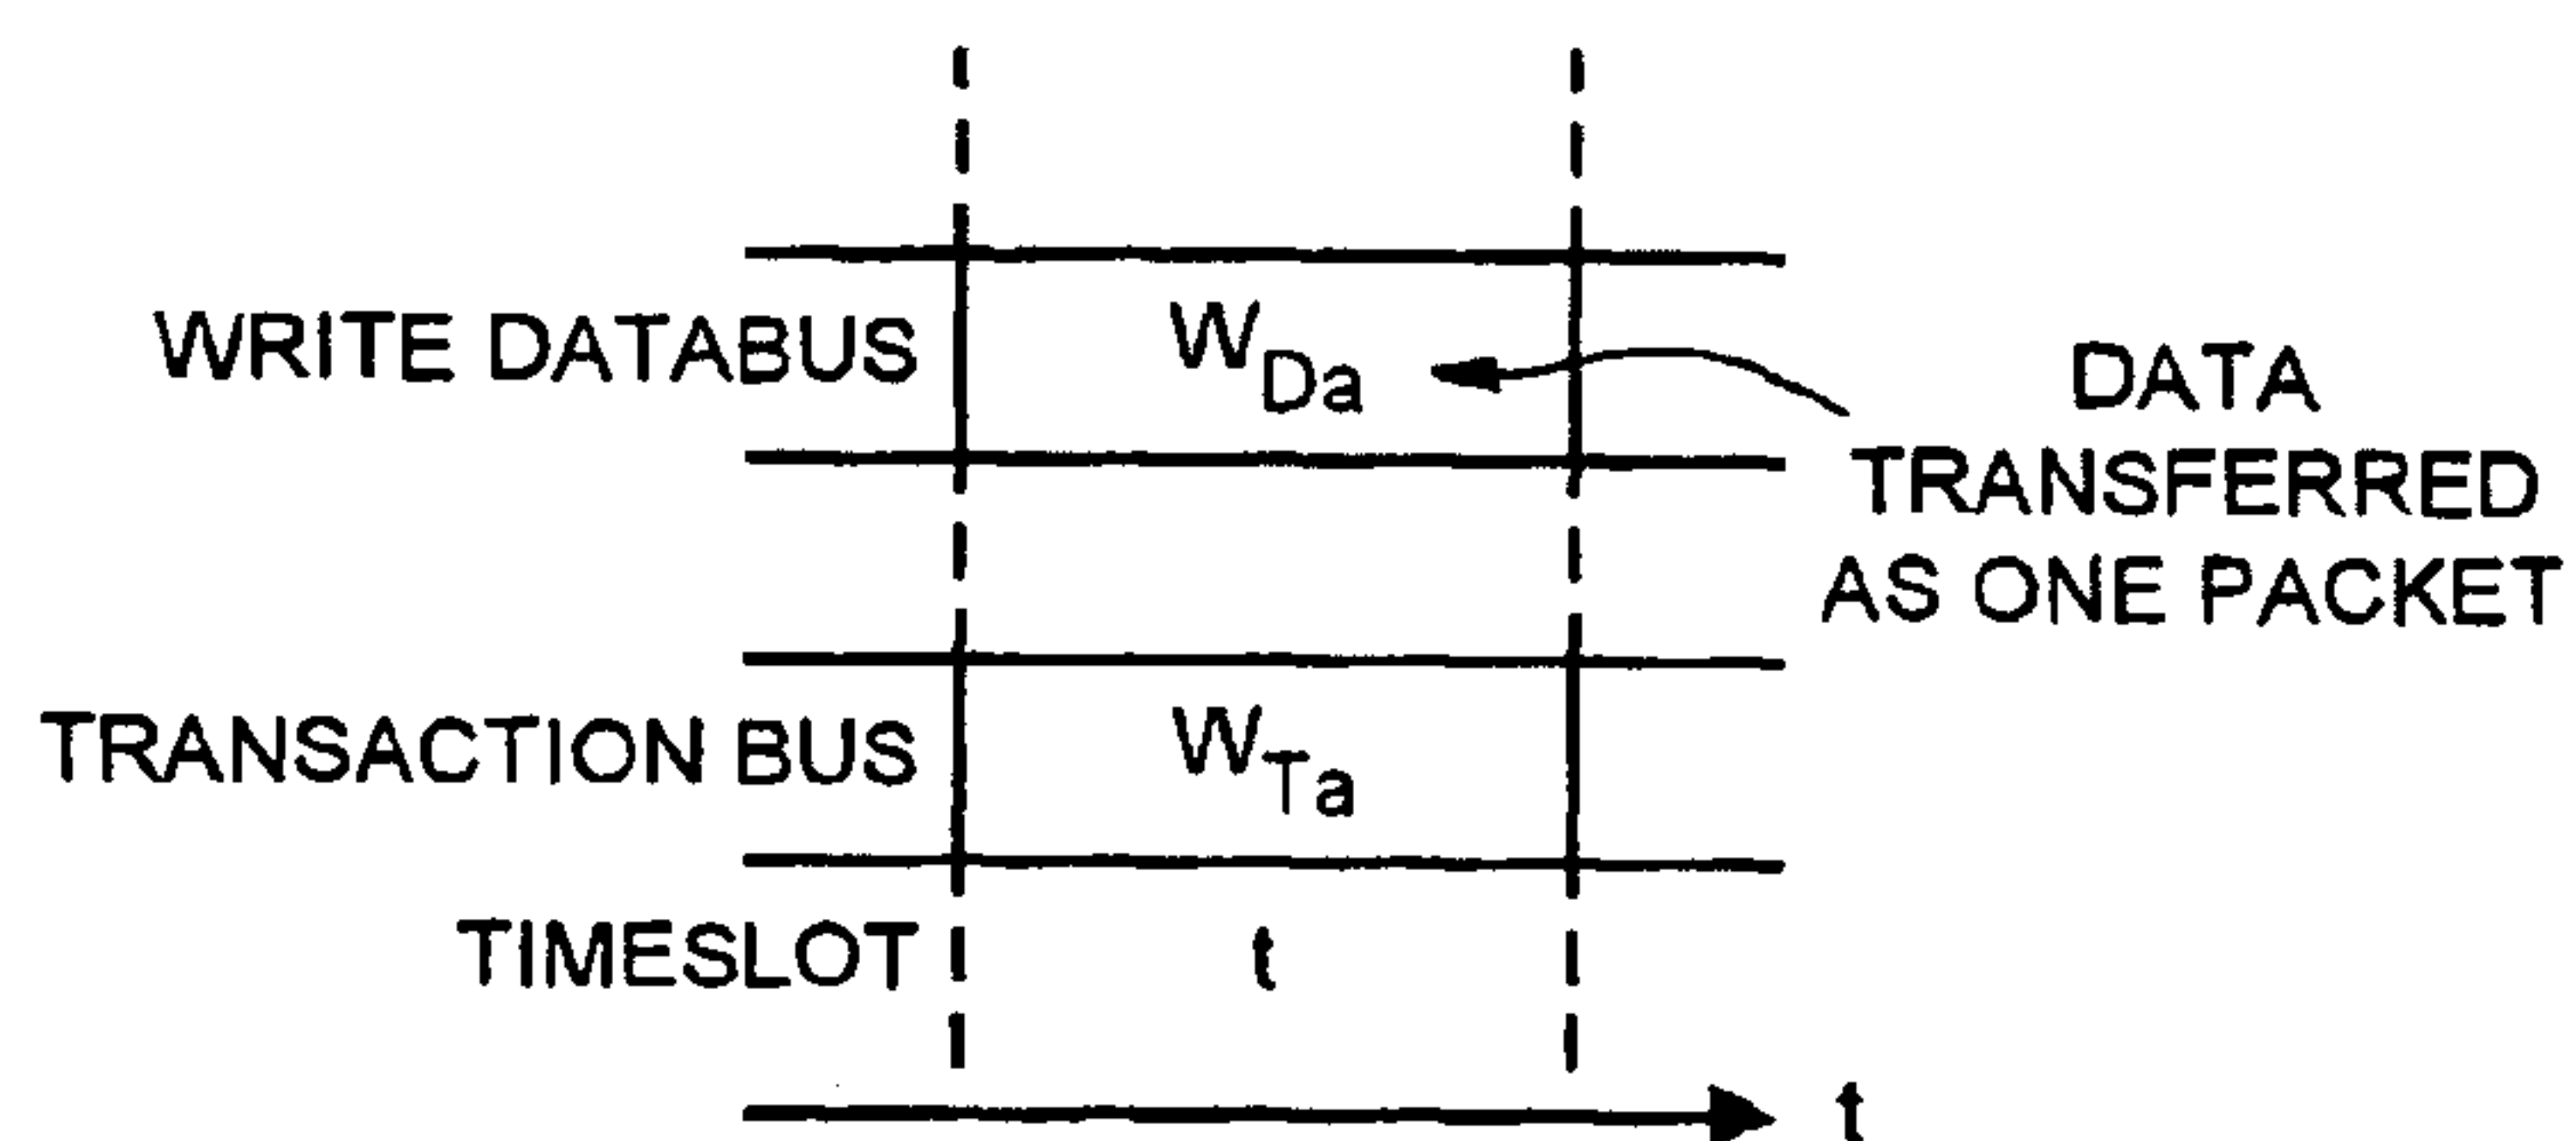 WRITE DATABUS
W_Da
DATA
TRANSFERRED
AS ONE PACKET
TRANSACTION BUS
W_Ta
TIMESLOT
t
t